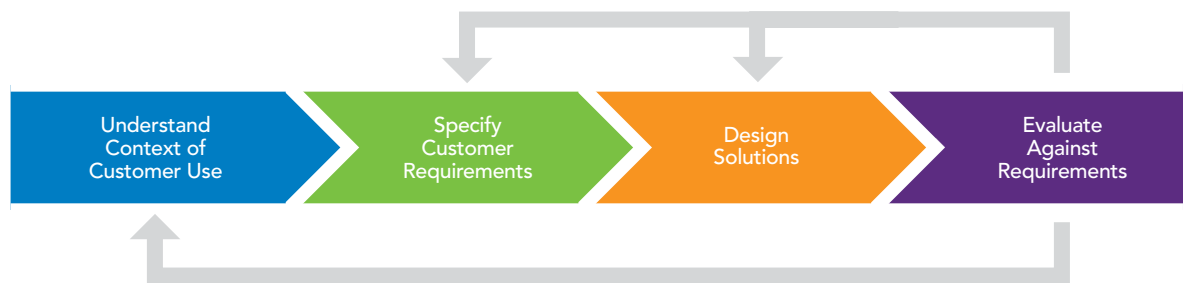 Understand
Context of
Customer Use
Specify
Customer
Requirements
Design
Solutions
Evaluate
Against
Requirements